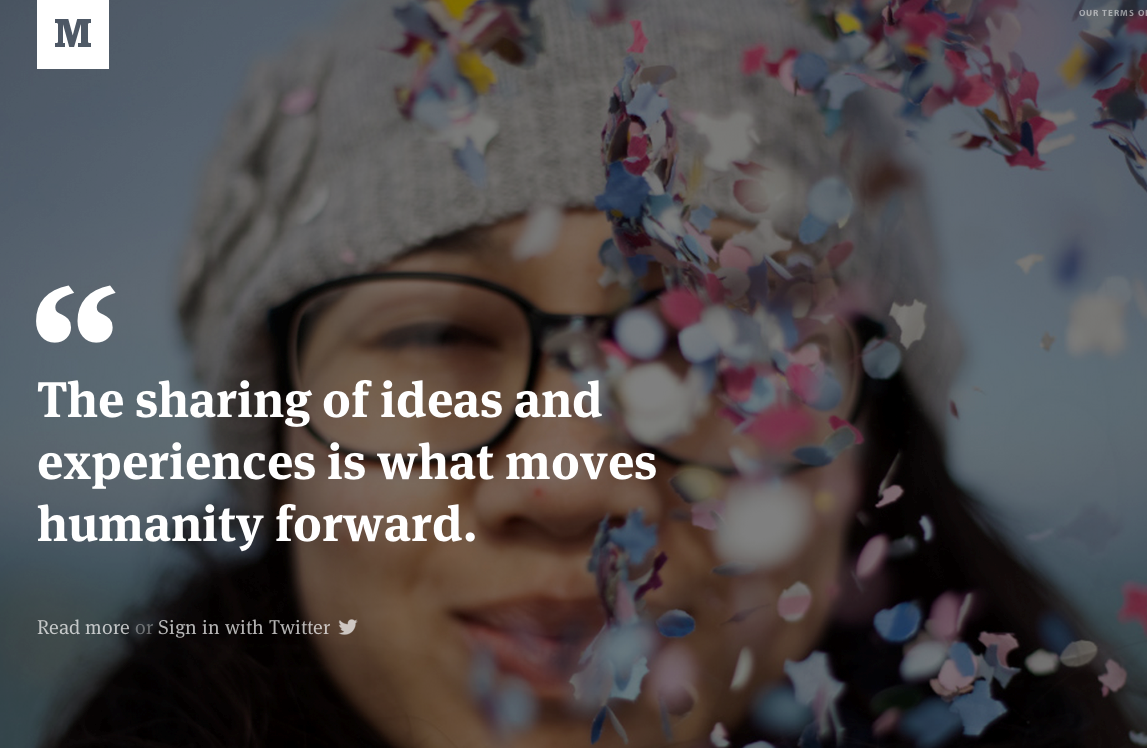 M
OUR TERMS
“
The sharing of ideas and
experiences is what moves
humanity forward.
Read more or Sign in with Twitter